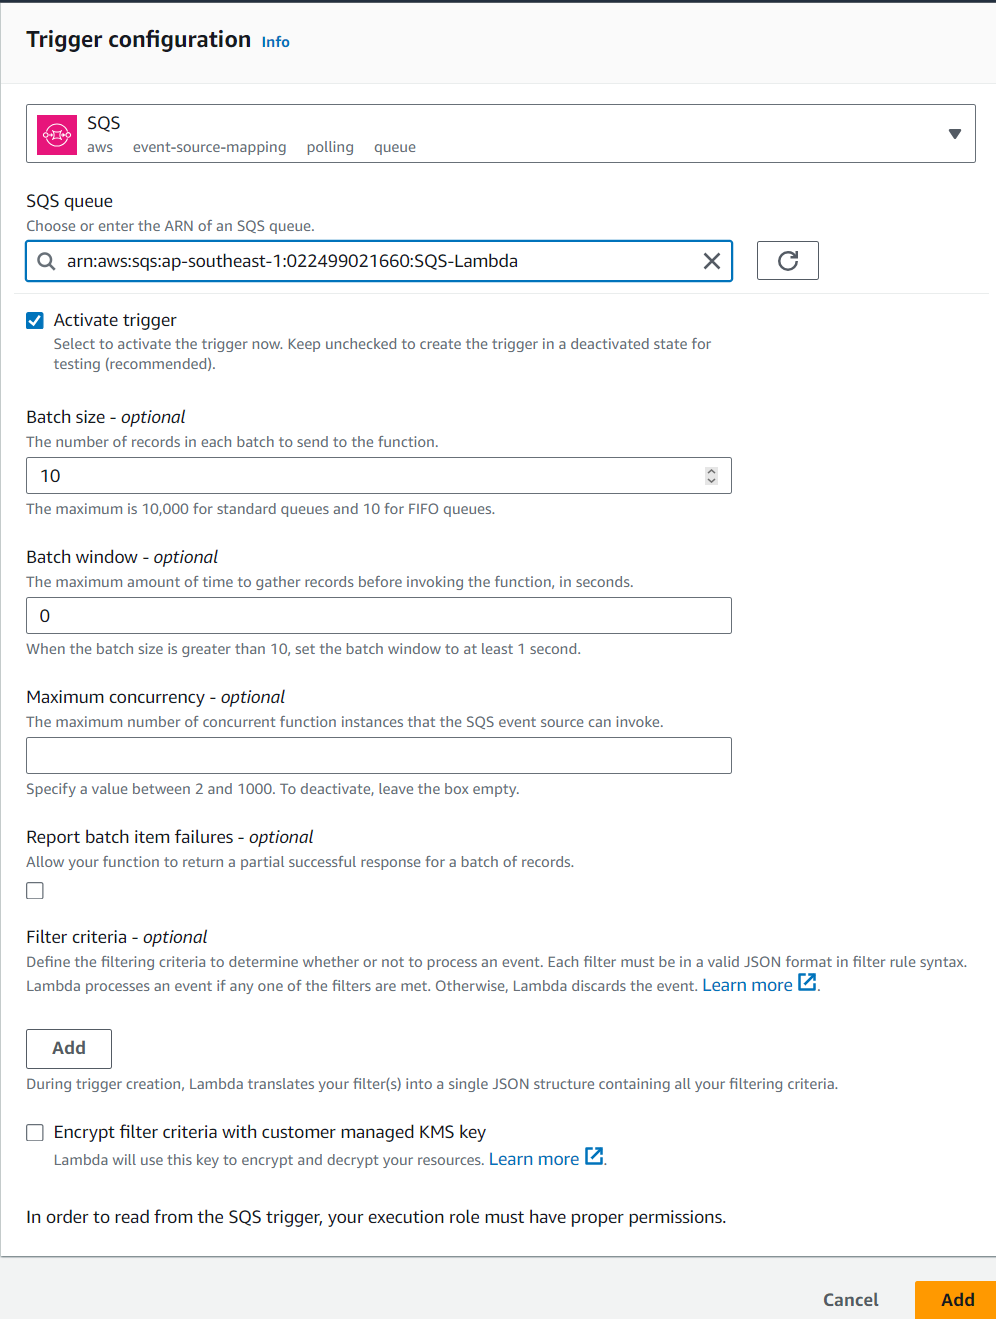 Trigger configuration Info
SQS
aws event-source-mapping polling queue
SQS queue
Choose or enter the ARN of an SQS queue.
arn:aws:sqs:ap-southeast-1:022499021660:SQS-Lambda
Activate trigger
Select to activate the trigger now. Keep unchecked to create the trigger in a deactivated state for
testing (recommended).
Batch size - optional
The number of records in each batch to send to the function.
10
The maximum is 10,000 for standard queues and 10 for FIFO queues.
Batch window - optional
The maximum amount of time to gather records before invoking the function, in seconds.
0
When the batch size is greater than 10, set the batch window to at least 1 second.
Maximum concurrency - optional
The maximum number of concurrent function instances that the SQS event source can invoke.
Specify a value between 2 and 1000. To deactivate, leave the box empty.
Report batch item failures - optional
Allow your function to return a partial successful response for a batch of records.
Filter criteria - optional
Define the filtering criteria to determine whether or not to process an event. Each filter must be in a valid JSON format in filter rule syntax.
Lambda processes an event if any one of the filters are met. Otherwise, Lambda discards the event. Learn more.
Add
During trigger creation, Lambda translates your filter(s) into a single JSON structure containing all your filtering criteria.
Encrypt filter criteria with customer managed KMS key
Lambda will use this key to encrypt and decrypt your resources. Learn more.
In order to read from the SQS trigger, your execution role must have proper permissions.
Cancel Add